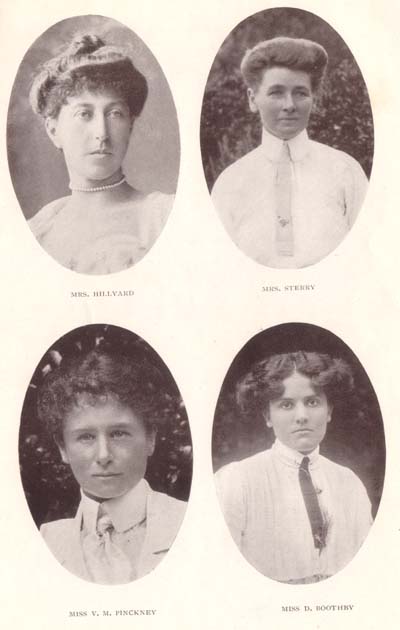 MRS. HILLYARD
MRS. STERRY
MISS V. M. PINCKNEY
MISS D. BOOTHBY